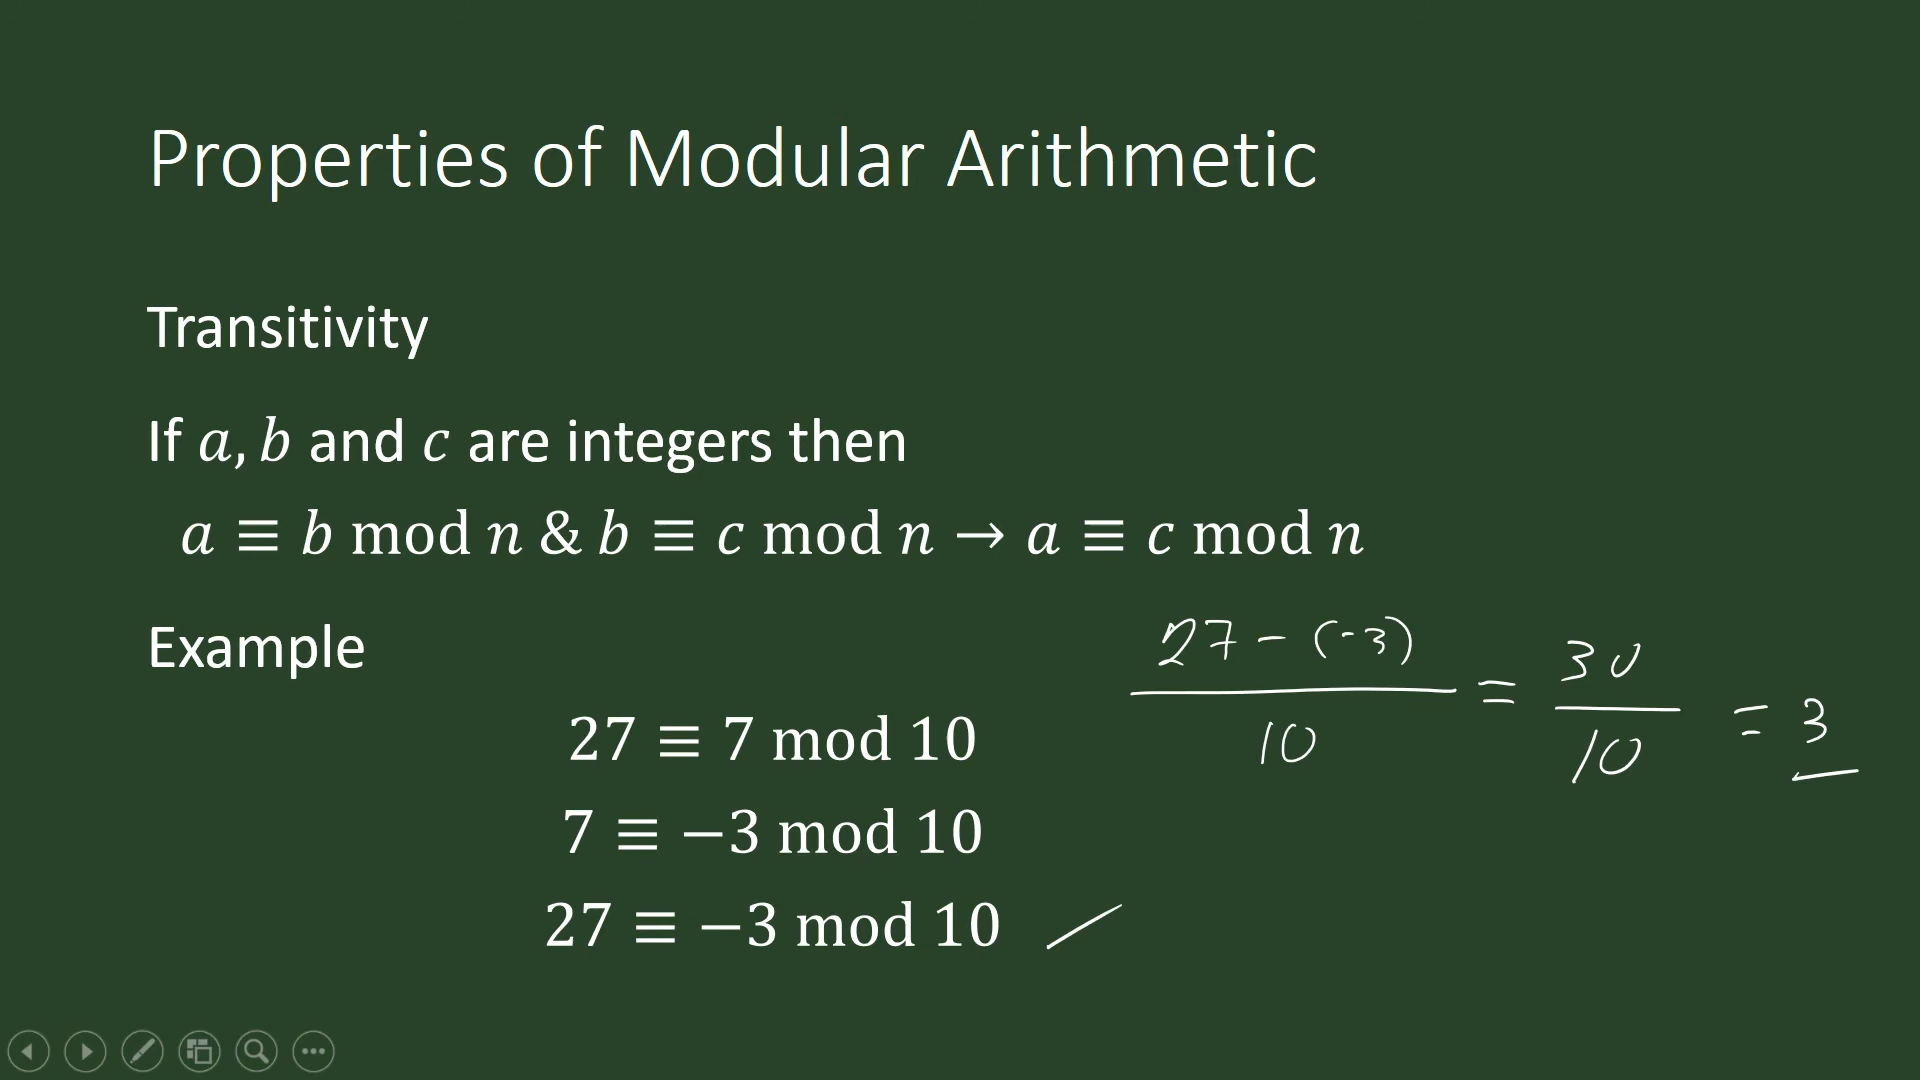 Properties of Modular Arithmetic
Transitivity
If a, b and c are integers then
a ≡ b mod n & b ≡ c mod n → a ≡ c mod n
Example
27 ≡ 7 mod 10
7 ≡ −3 mod 10
27 ≡ −3 mod 10
27 − (-3)
10
= 30
10
= 3